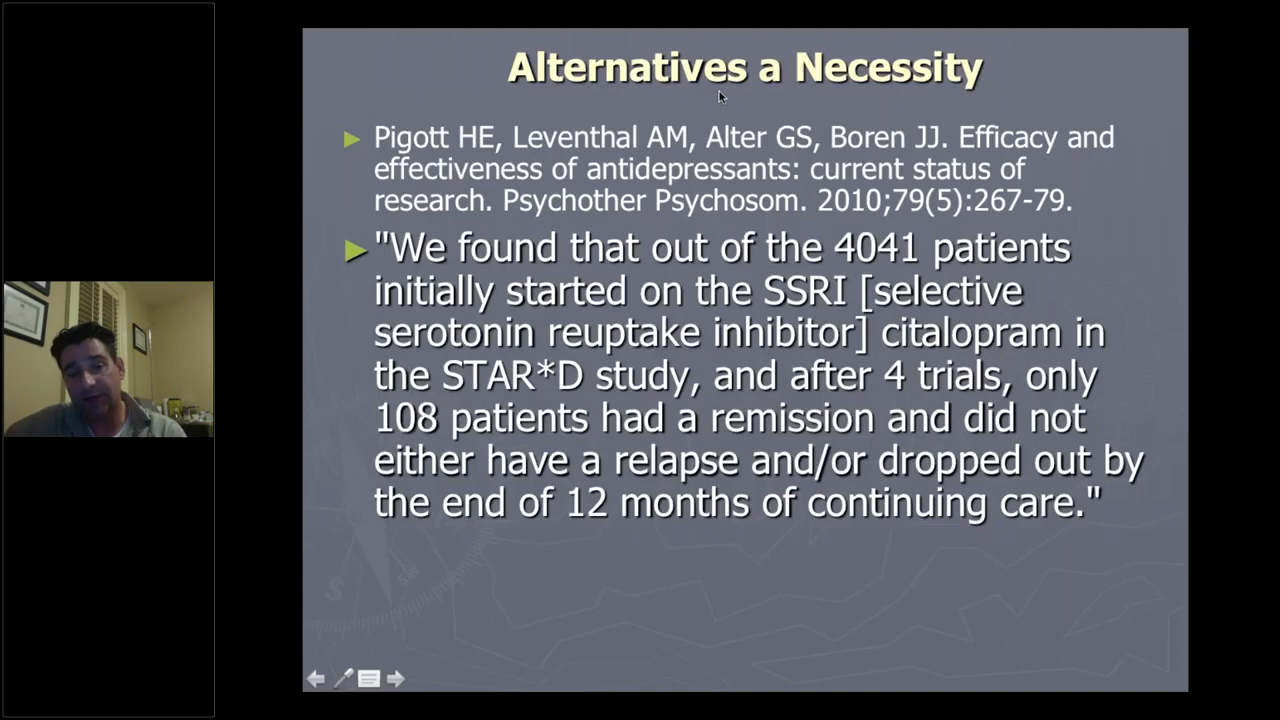 Alternatives a Necessity
Pigott HE, Leventhal AM, Alter GS, Boren JJ. Efficacy and
effectiveness of antidepressants: current status of
research. Psychother Psychosom. 2010;79(5):267-79.
"We found that out of the 4041 patients
initially started on the SSRI [selective
serotonin reuptake inhibitor] citalopram in
the STAR*D study, and after 4 trials, only
108 patients had a remission and did not
either have a relapse and/or dropped out by
the end of 12 months of continuing care."